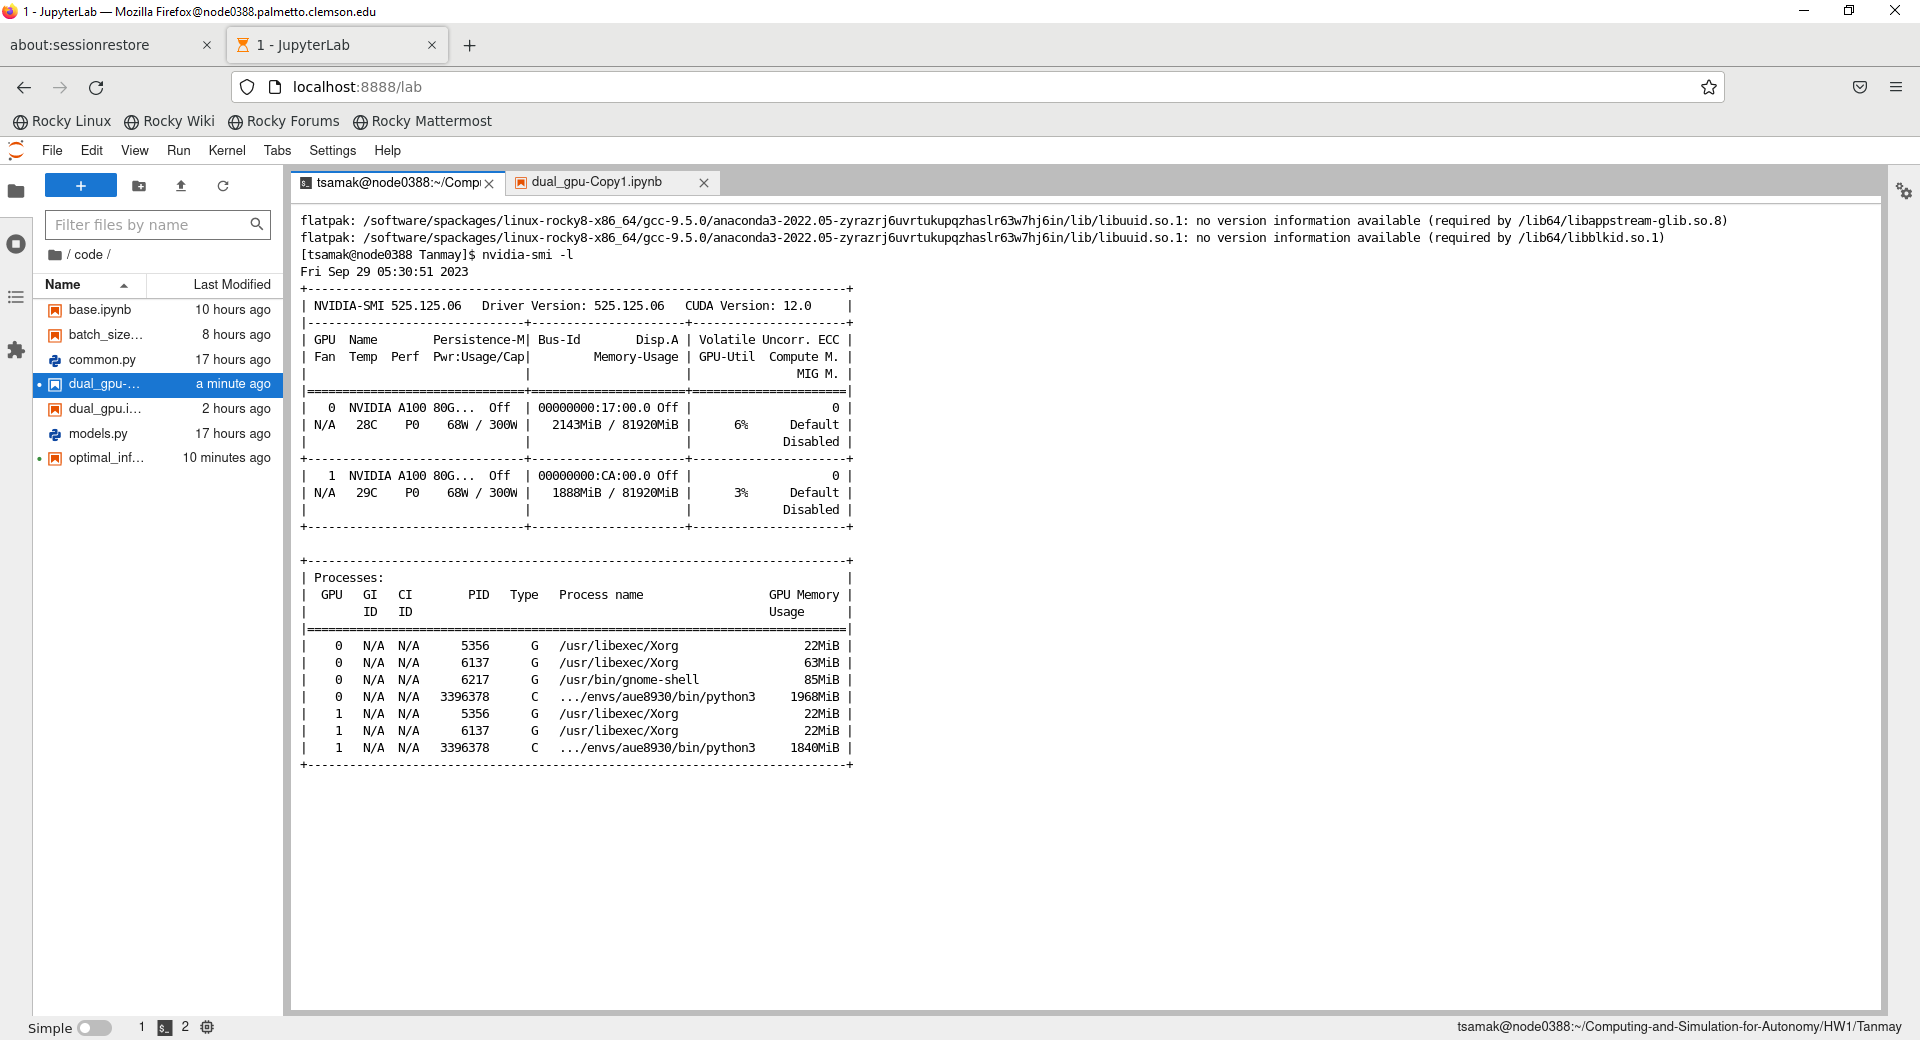 1 - JupyterLab — Mozilla Firefox@node0388.palmetto.clemson.edu
about:sessionrestore
1 - JupyterLab
localhost:8888/lab
Rocky Linux Rocky Wiki Rocky Forums Rocky Mattermost
File Edit View Run Kernel Tabs Settings Help
+
Filter files by name
/ code /
Name Last Modified
base.ipynb 10 hours ago
batch_size... 8 hours ago
common.py 17 hours ago
dual_gpu-... a minute ago
dual_gpu.i... 2 hours ago
models.py 17 hours ago
optimal_inf... 10 minutes ago
tsamak@node0388:~/Comp
dual_gpu-Copy1.ipynb
flatpak: /software/spackages/linux-rocky8-x86_64/gcc-9.5.0/anaconda3-2022.05-zyrazrj6uvrtukupqzhaslr63w7hj6in/lib/libuuid.so.1: no version information available (required by /lib64/libappstream-glib.so.8)
flatpak: /software/spackages/linux-rocky8-x86_64/gcc-9.5.0/anaconda3-2022.05-zyrazrj6uvrtukupqzhaslr63w7hj6in/lib/libuuid.so.1: no version information available (required by /lib64/libblkid.so.1)
[tsamak@node0388 Tanmay]$ nvidia-smi -l
Fri Sep 29 05:30:51 2023
+-----------------------------------------------------------------------------+
| NVIDIA-SMI 525.125.06   Driver Version: 525.125.06   CUDA Version: 12.0     |
|-------------------------------+----------------------+----------------------+
| GPU  Name        Persistence-M| Bus-Id        Disp.A | Volatile Uncorr. ECC |
| Fan  Temp  Perf  Pwr:Usage/Cap|         Memory-Usage | GPU-Util  Compute M. |
|                               |                      |               MIG M. |
|===============================+======================+======================|
|   0  NVIDIA A100 80G...  Off  | 00000000:17:00.0 Off |                    0 |
| N/A   28C    P0    68W / 300W |   2143MiB / 81920MiB |      6%      Default |
|                               |                      |             Disabled |
+-------------------------------+----------------------+----------------------+
|   1  NVIDIA A100 80G...  Off  | 00000000:CA:00.0 Off |                    0 |
| N/A   29C    P0    68W / 300W |   1888MiB / 81920MiB |      3%      Default |
|                               |                      |             Disabled |
+-------------------------------+----------------------+----------------------+
+-----------------------------------------------------------------------------+
| Processes:                                                                  |
|  GPU   GI   CI        PID   Type   Process name                  GPU Memory |
|        ID   ID                                                   Usage      |
|=============================================================================|
|    0   N/A  N/A      5356      G   /usr/libexec/Xorg                  22MiB |
|    0   N/A  N/A      6137      G   /usr/libexec/Xorg                  63MiB |
|    0   N/A  N/A      6217      G   /usr/bin/gnome-shell               85MiB |
|    0   N/A  N/A   3396378      C   .../envs/aue8930/bin/python3     1968MiB |
|    1   N/A  N/A      5356      G   /usr/libexec/Xorg                  22MiB |
|    1   N/A  N/A      6137      G   /usr/libexec/Xorg                  22MiB |
|    1   N/A  N/A   3396378      C   .../envs/aue8930/bin/python3     1840MiB |
+-----------------------------------------------------------------------------+
Simple 1 $_ 2
tsamak@node0388:~/Computing-and-Simulation-for-Autonomy/HW1/Tanmay